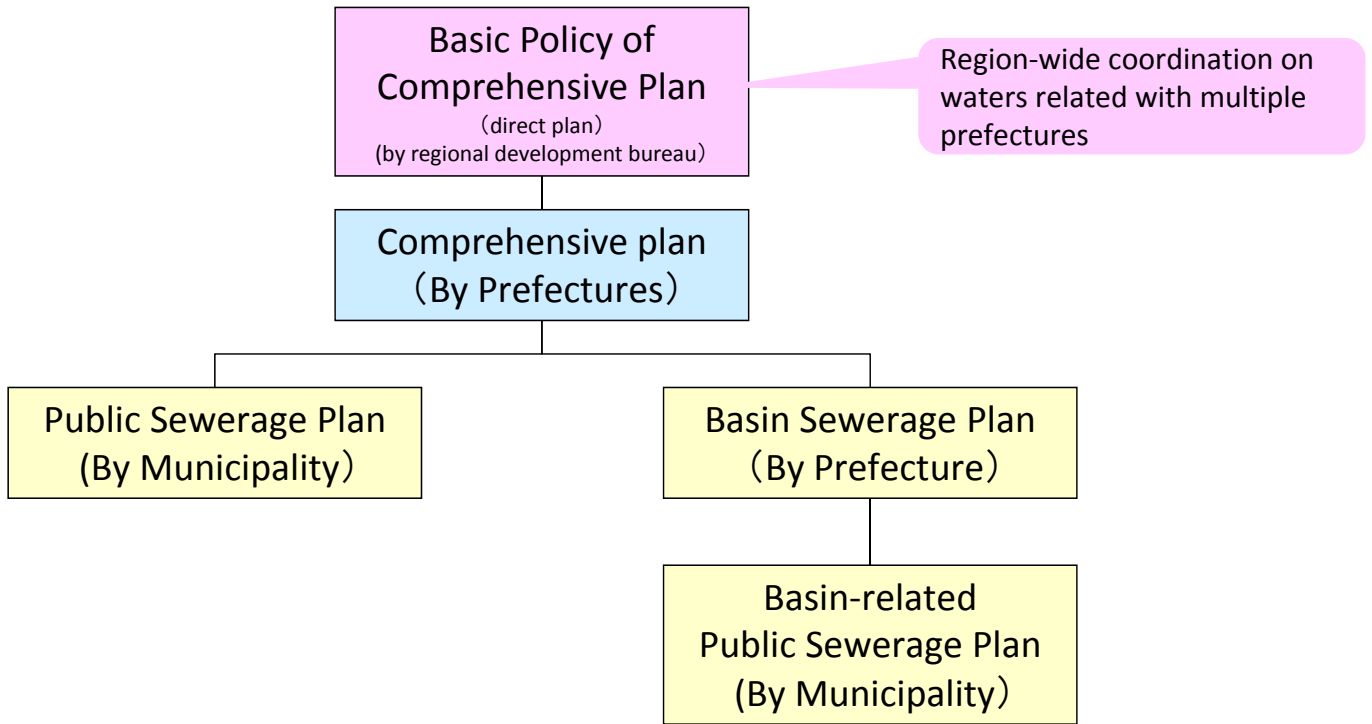 Basic Policy of
Comprehensive Plan
（direct plan）
(by regional development bureau）
Region-wide coordination on
waters related with multiple
prefectures
Comprehensive plan
（By Prefectures）
Public Sewerage Plan
(By Municipality）
Basin Sewerage Plan
（By Prefecture）
Basin-related
Public Sewerage Plan
(By Municipality）